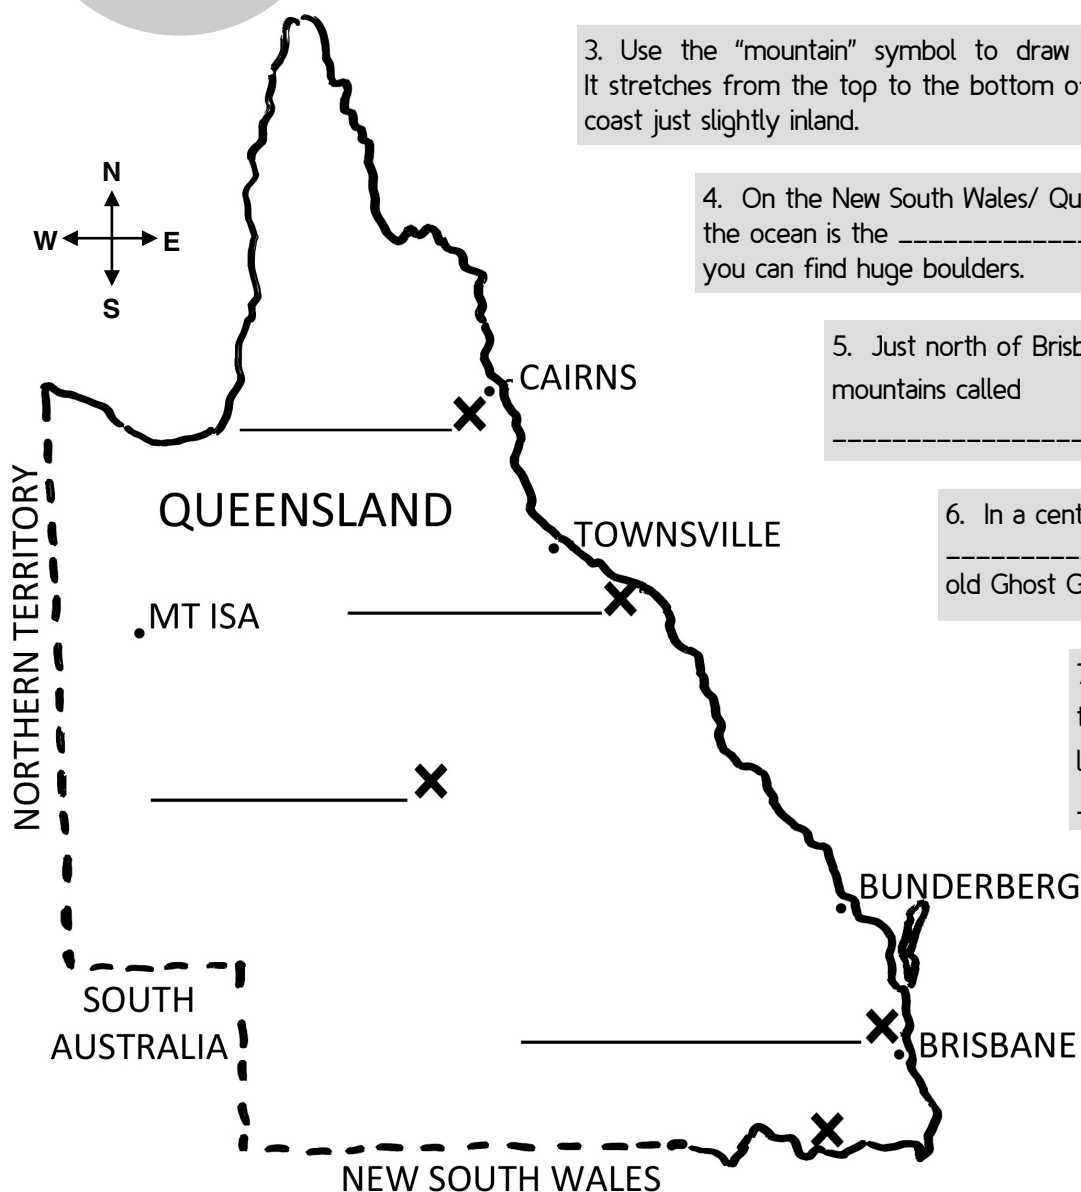 3. Use the “mountain” symbol to draw
It stretches from the top to the bottom of
coast just slightly inland.
4. On the New South Wales/ Qu
the ocean is the _____________
you can find huge boulders.
5. Just north of Brisb
mountains called
_________________
6. In a cent
_________
old Ghost G
N
W E
S
CAIRNS
QUEENSLAND
TOWNSVILLE
MT ISA
NORTHERN TERRITORY
BUNDERBERG
SOUTH
AUSTRALIA
BRISBANE
NEW SOUTH WALES